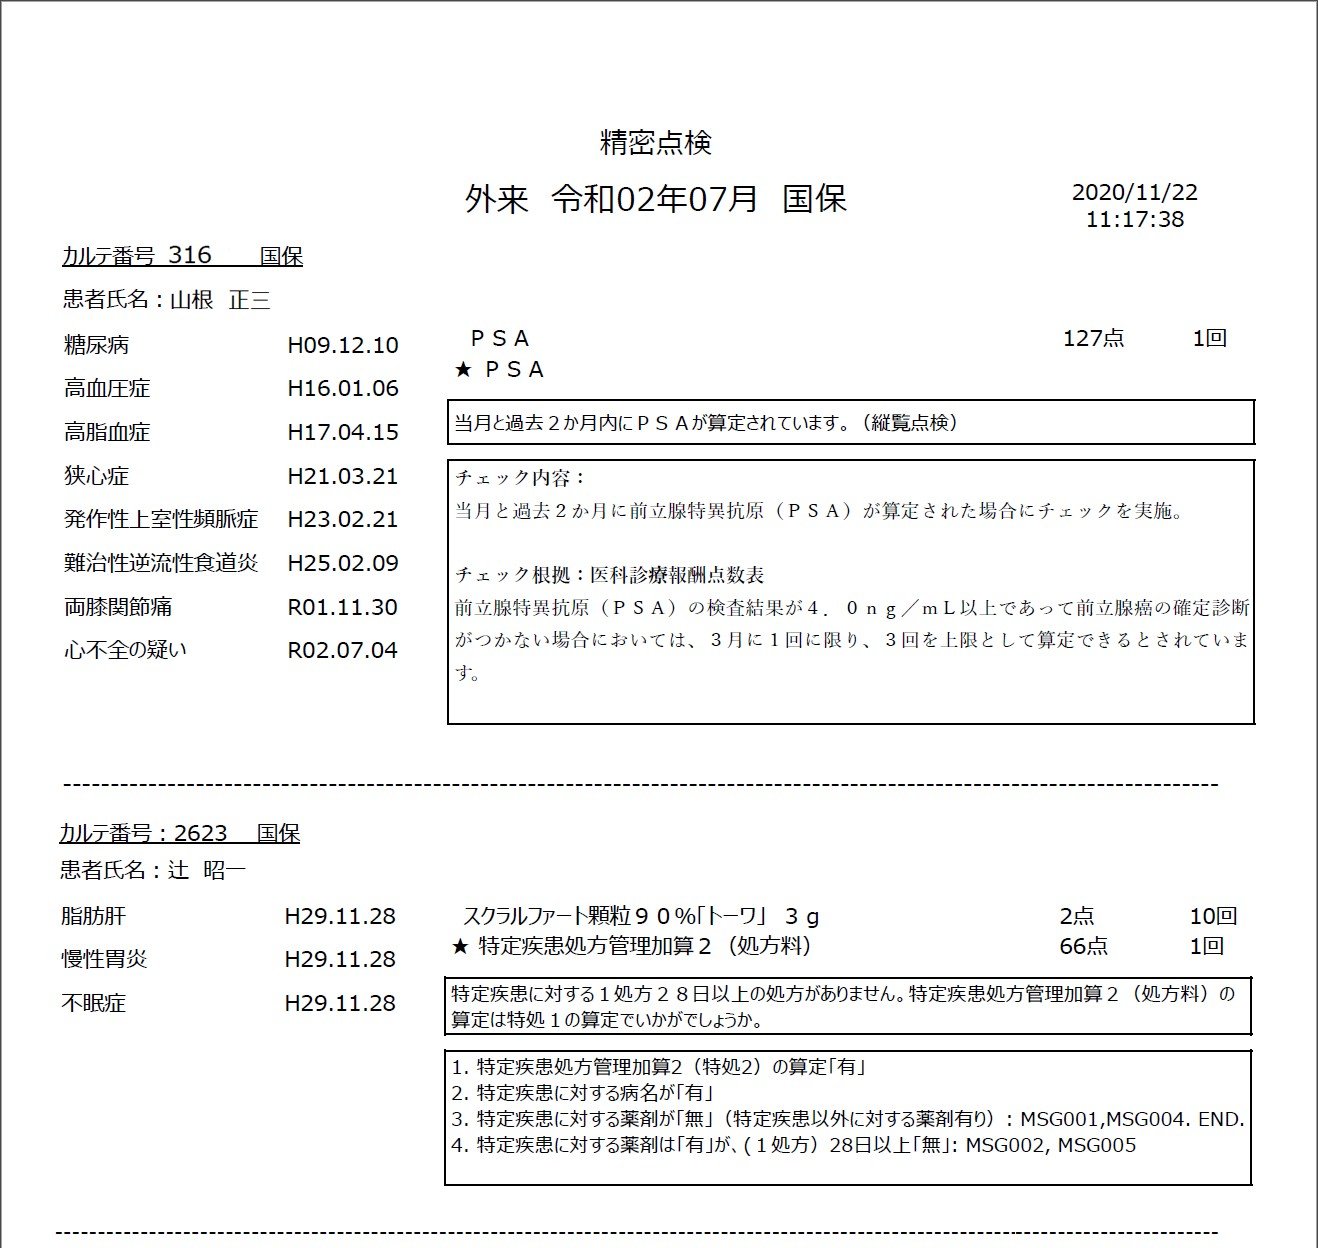 精密点検
外来 令和02年07月 国保
2020/11/22
11:17:38
カルテ番号 316 国保
患者氏名：山根 正三
糖尿病 H09.12.10
高血圧症 H16.01.06
高脂血症 H17.04.15
狭心症 H21.03.21
発作性上室性頻脈症 H23.02.21
難治性逆流性食道炎 H25.02.09
両膝関節痛 R01.11.30
心不全の疑い R02.07.04
ＰＳＡ 127点 1回
★ ＰＳＡ
当月と過去２か月内にＰＳＡが算定されています。（縦覧点検）
チェック内容：
当月と過去２か月に前立腺特異抗原（ＰＳＡ）が算定された場合にチェックを実施。
チェック根拠：医科診療報酬点数表
前立腺特異抗原（ＰＳＡ）の検査結果が４．０ｎｇ／ｍＬ以上であって前立腺癌の確定診断
がつかない場合においては、３月に１回に限り、３回を上限として算定できるとされていま
す。
カルテ番号：2623 国保
患者氏名：辻 昭一
脂肪肝 H29.11.28
慢性胃炎 H29.11.28
不眠症 H29.11.28
スクラルファート顆粒９０％「トーワ」 ３ｇ 2点 10回
★ 特定疾患処方管理加算２（処方料） 66点 1回
特定疾患に対する１処方２８日以上の処方がありません。特定疾患処方管理加算２（処方料）の
算定は特処１の算定でいかがでしょうか。
1. 特定疾患処方管理加算2（特処2）の算定「有」
2. 特定疾患に対する病名が「有」
3. 特定疾患に対する薬剤が「無」（特定疾患以外に対する薬剤有り）: MSG001,MSG004. END.
4. 特定疾患に対する薬剤は「有」が、(１処方）28日以上「無」: MSG002, MSG005